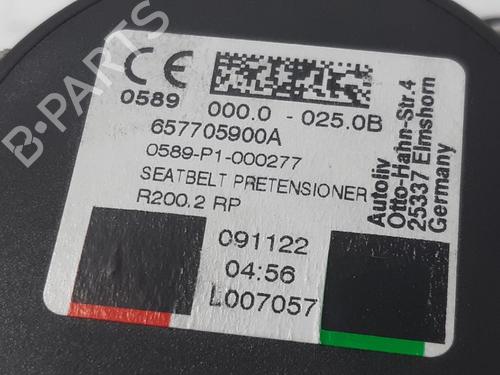 B-PARTS
CE
0589 000.0 - 025.0B
657705900A
0589-P1-000277
SEATBELT PRETENSIONER
R200.2 RP
091122
04:56
L007057
Autoliv
Otto-Hahn-Str.4
25337 Elmshorn
Germany